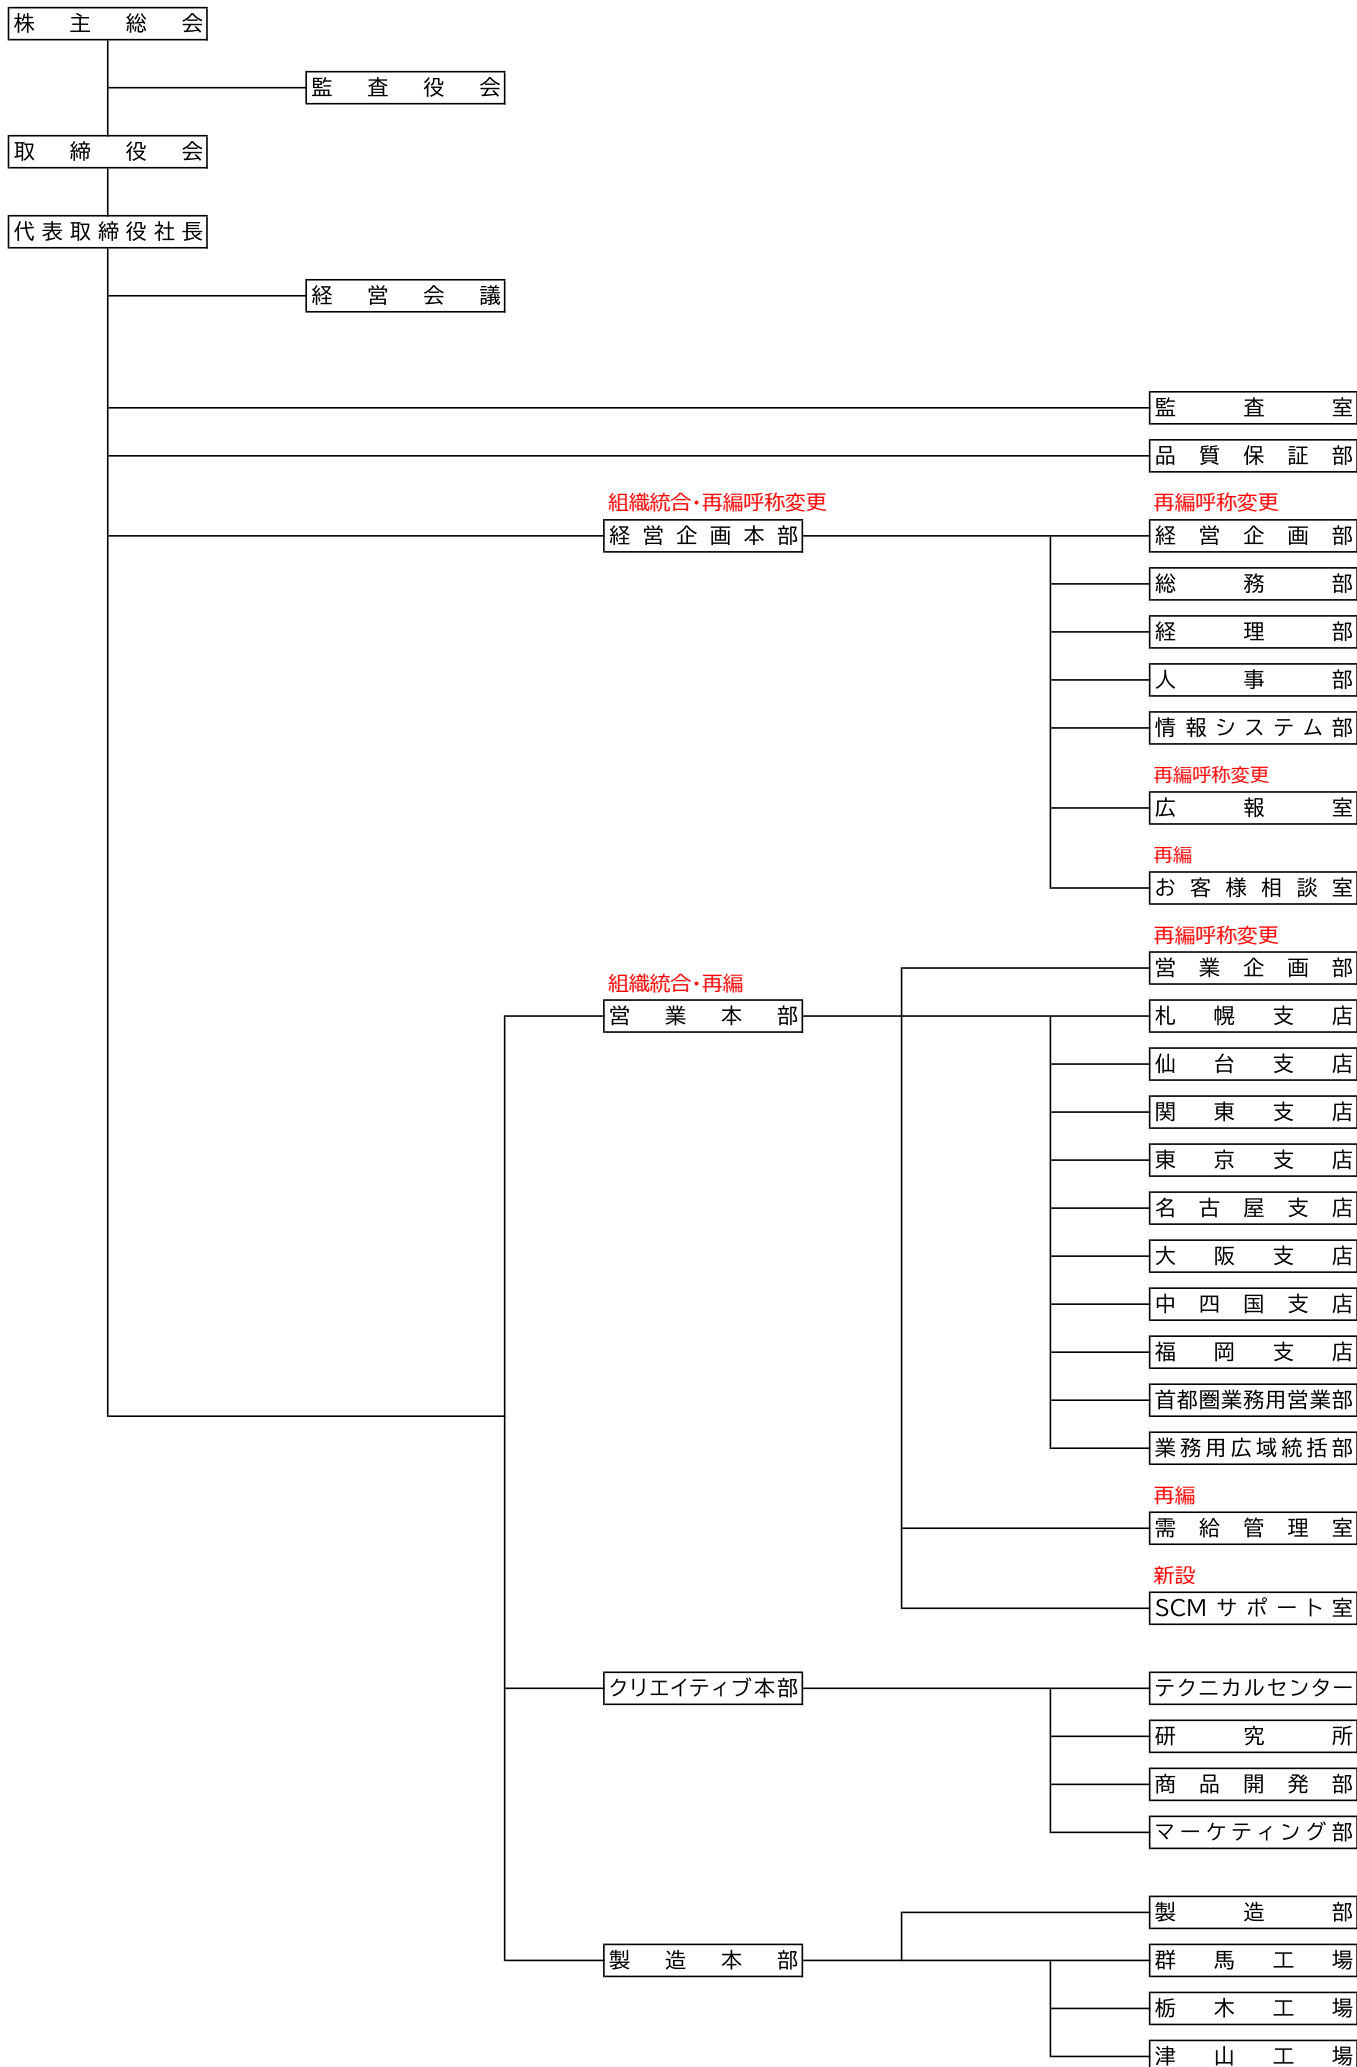 株主総会
監査役会
取締役会
代表取締役社長
経営会議
監査室
品質保証部
組織統合・再編呼称変更
再編呼称変更
経営企画本部
経営企画部
総務部
経理部
人事部
情報システム部
再編呼称変更
広報室
再編
お客様相談室
再編呼称変更
営業企画部
組織統合・再編
営業本部
札幌支店
仙台支店
関東支店
東京支店
名古屋支店
大阪支店
中四国支店
福岡支店
首都圏業務用営業部
業務用広域統括部
再編
需給管理室
新設
SCMサポート室
クリエイティブ本部
テクニカルセンター
研究所
商品開発部
マーケティング部
製造部
製造本部
群馬工場
栃木工場
津山工場